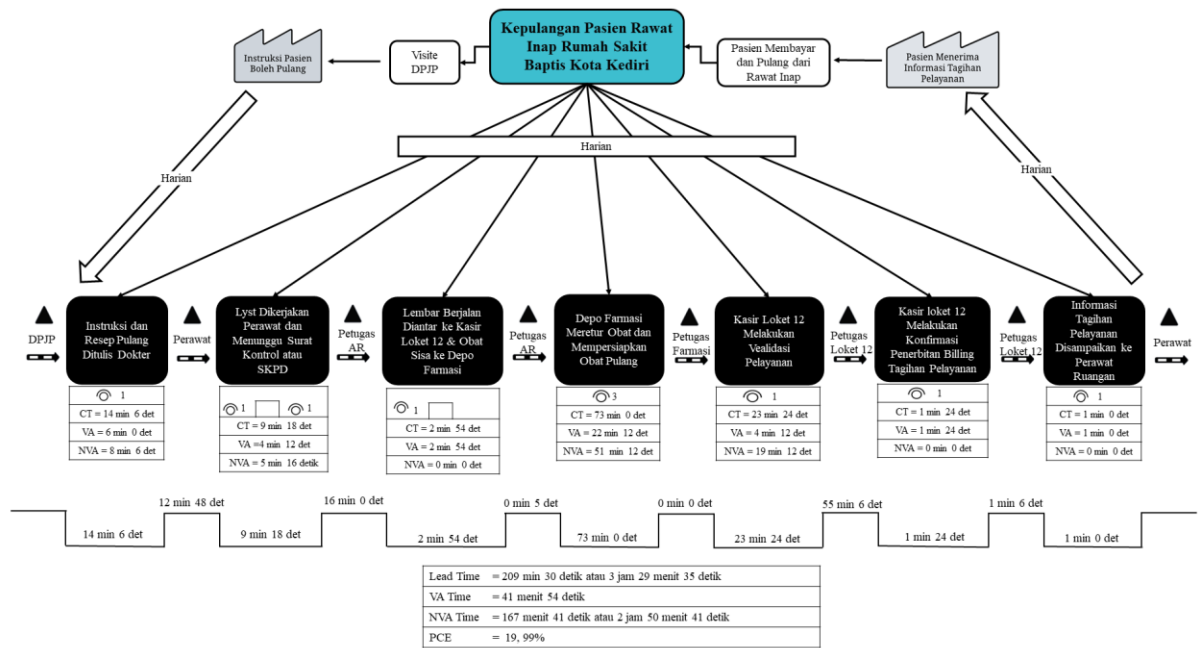 Kepulangan Pasien Rawat
Inap Rumah Sakit
Baptis Kota Kediri
Instruksi Pasien
Boleh Pulang
Visite
DPJP
Pasien Membayar
dan Pulang dari
Rawat Inap
Pasien Menerima
Informasi Tagihan
Pelayanan
Harian
Harian
Harian
DPJP
Instruksi dan
Resep Pulang
Ditulis Dokter
1
CT = 14 min 6 det
VA = 6 min 0 det
NVA = 8 min 6 det
Perawat
Lyst Dikerjakan
Perawat dan
Menunggu Surat
Kontrol atau
SKPD
1 1
CT = 9 min 18 det
VA =4 min 12 det
NVA = 5 min 16 detik
Petugas
AR
Lembar Berjalan
Diantar ke Kasir
Loket 12 & Obat
Sisa ke Depo
Farmasi
1
CT = 2 min 54 det
VA = 2 min 54 det
NVA = 0 min 0 det
Petugas
AR
Depo Farmasi
Meretur Obat dan
Mempersiapkan
Obat Pulang
3
CT = 73 min 0 det
VA = 22 min 12 det
NVA = 51 min 12 det
Petugas
Farmasi
Kasir Loket 12
Melakukan
Vealidasi
Pelayanan
1
CT = 23 min 24 det
VA = 4 min 12 det
NVA = 19 min 12 det
Petugas
Loket 12
Kasir loket 12
Melakukan
Konfirmasi
Penerbitan Billing
Tagihan Pelayanan
1
CT = 1 min 24 det
VA = 1 min 24 det
NVA = 0 min 0 det
Petugas
Loket 12
Informasi
Tagihan
Pelayanan
Disampaikan ke
Perawat
Ruangan
1
CT = 1 min 0 det
VA = 1 min 0 det
NVA = 0 min 0 det
Perawat
12 min 48 det
16 min 0 det
0 min 5 det
0 min 0 det
55 min 6 det
1 min 6 det
14 min 6 det
9 min 18 det
2 min 54 det
73 min 0 det
23 min 24 det
1 min 24 det
1 min 0 det
Lead Time = 209 min 30 detik atau 3 jam 29 menit 35 detik
VA Time = 41 menit 54 detik
NVA Time = 167 menit 41 detik atau 2 jam 50 menit 41 detik
PCE = 19, 99%